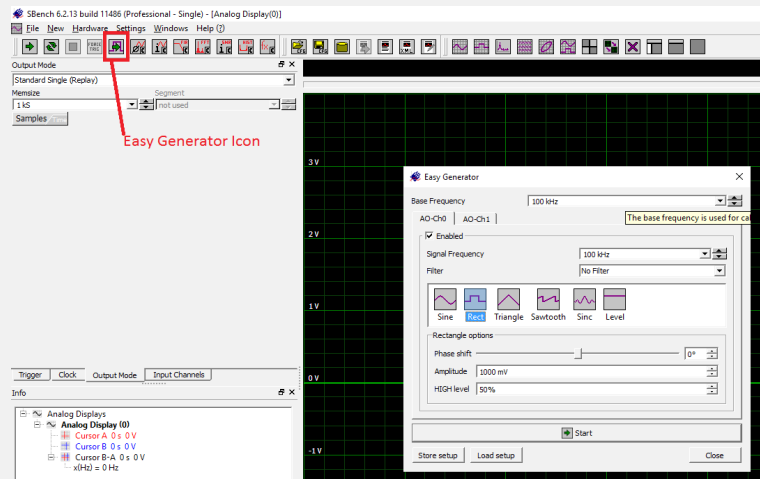 SBench 6.2.13 build 11486 (Professional - Single) - [Analog Display(0)]
File New Hardware Settings Windows Help (?)
Output Mode
Standard Single (Replay)
Memsize Segment
1 kS not used
Samples
Easy Generator Icon
3 V
2 V
1 V
0 V
-1 V
Easy Generator
Base Frequency 100 kHz
AO-Ch0 AO-Ch1
The base frequency is used for cal
Enabled
Signal Frequency 100 kHz
Filter No Filter
Sine Rect Triangle Sawtooth Sinc Level
Rectangle options
Phase shift 0°
Amplitude 1000 mV
HIGH level 50%
Start
Store setup Load setup Close
Trigger Clock Output Mode Input Channels
Info
Analog Displays
Analog Display (0)
Cursor A 0 s 0 V
Cursor B 0 s 0 V
Cursor B-A 0 s 0 V
x(Hz) = 0 Hz